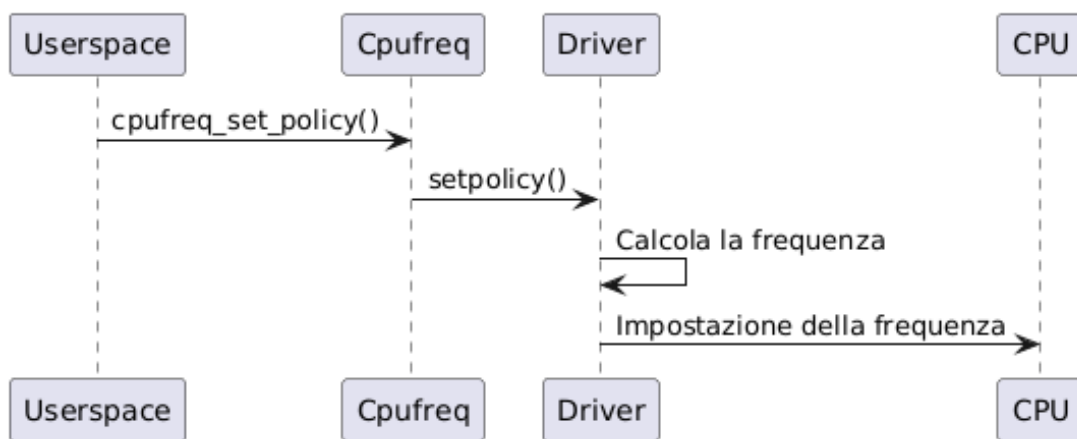 Userspace
Cpufreq
Driver
CPU
cpufreq_set_policy()
setpolicy()
Calcola la frequenza
Impostazione della frequenza
Userspace
Cpufreq
Driver
CPU